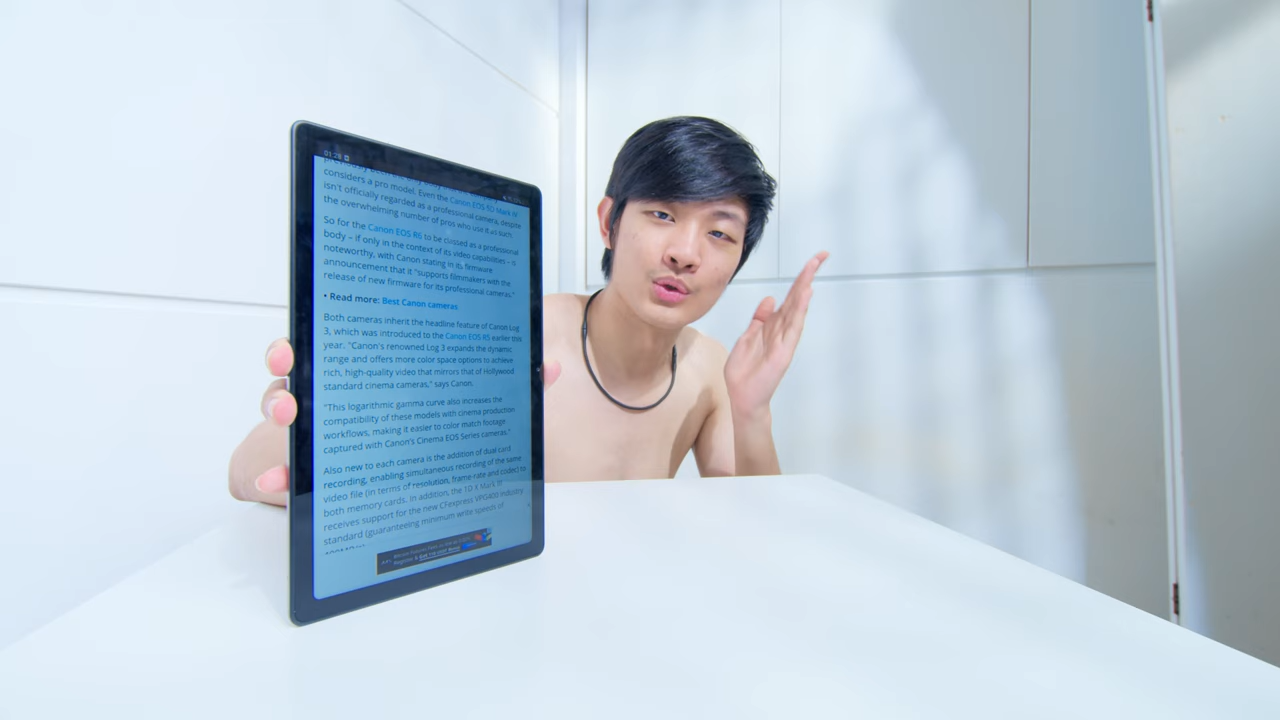 01:28
considers a pro model. Even the Canon EOS 5D Mark IV
isn't officially regarded as a professional camera, despite
the overwhelming number of pros who use it as such.
So for the Canon EOS R6 to be classed as a professional
body – if only in the context of its video capabilities – is
noteworthy, with Canon stating in its firmware
announcement that it "supports filmmakers with the
release of new firmware for its professional cameras."
• Read more: Best Canon cameras
Both cameras inherit the headline feature of Canon Log
3, which was introduced to the Canon EOS R5 earlier this
year. "Canon's renowned Log 3 expands the dynamic
range and offers more color space options to achieve
rich, high-quality video that mirrors that of Hollywood
standard cinema cameras," says Canon.
"This logarithmic gamma curve also increases the
compatibility of these models with cinema production
workflows, making it easier to color match footage
captured with Canon's Cinema EOS Series cameras."
Also new to each camera is the addition of dual card
recording, enabling simultaneous recording of the same
video file (in terms of resolution, frame-rate and codec) to
both memory cards. In addition, the 1D X Mark III
receives support for the new CFexpress VPG400 industry
standard (guaranteeing minimum write speeds of